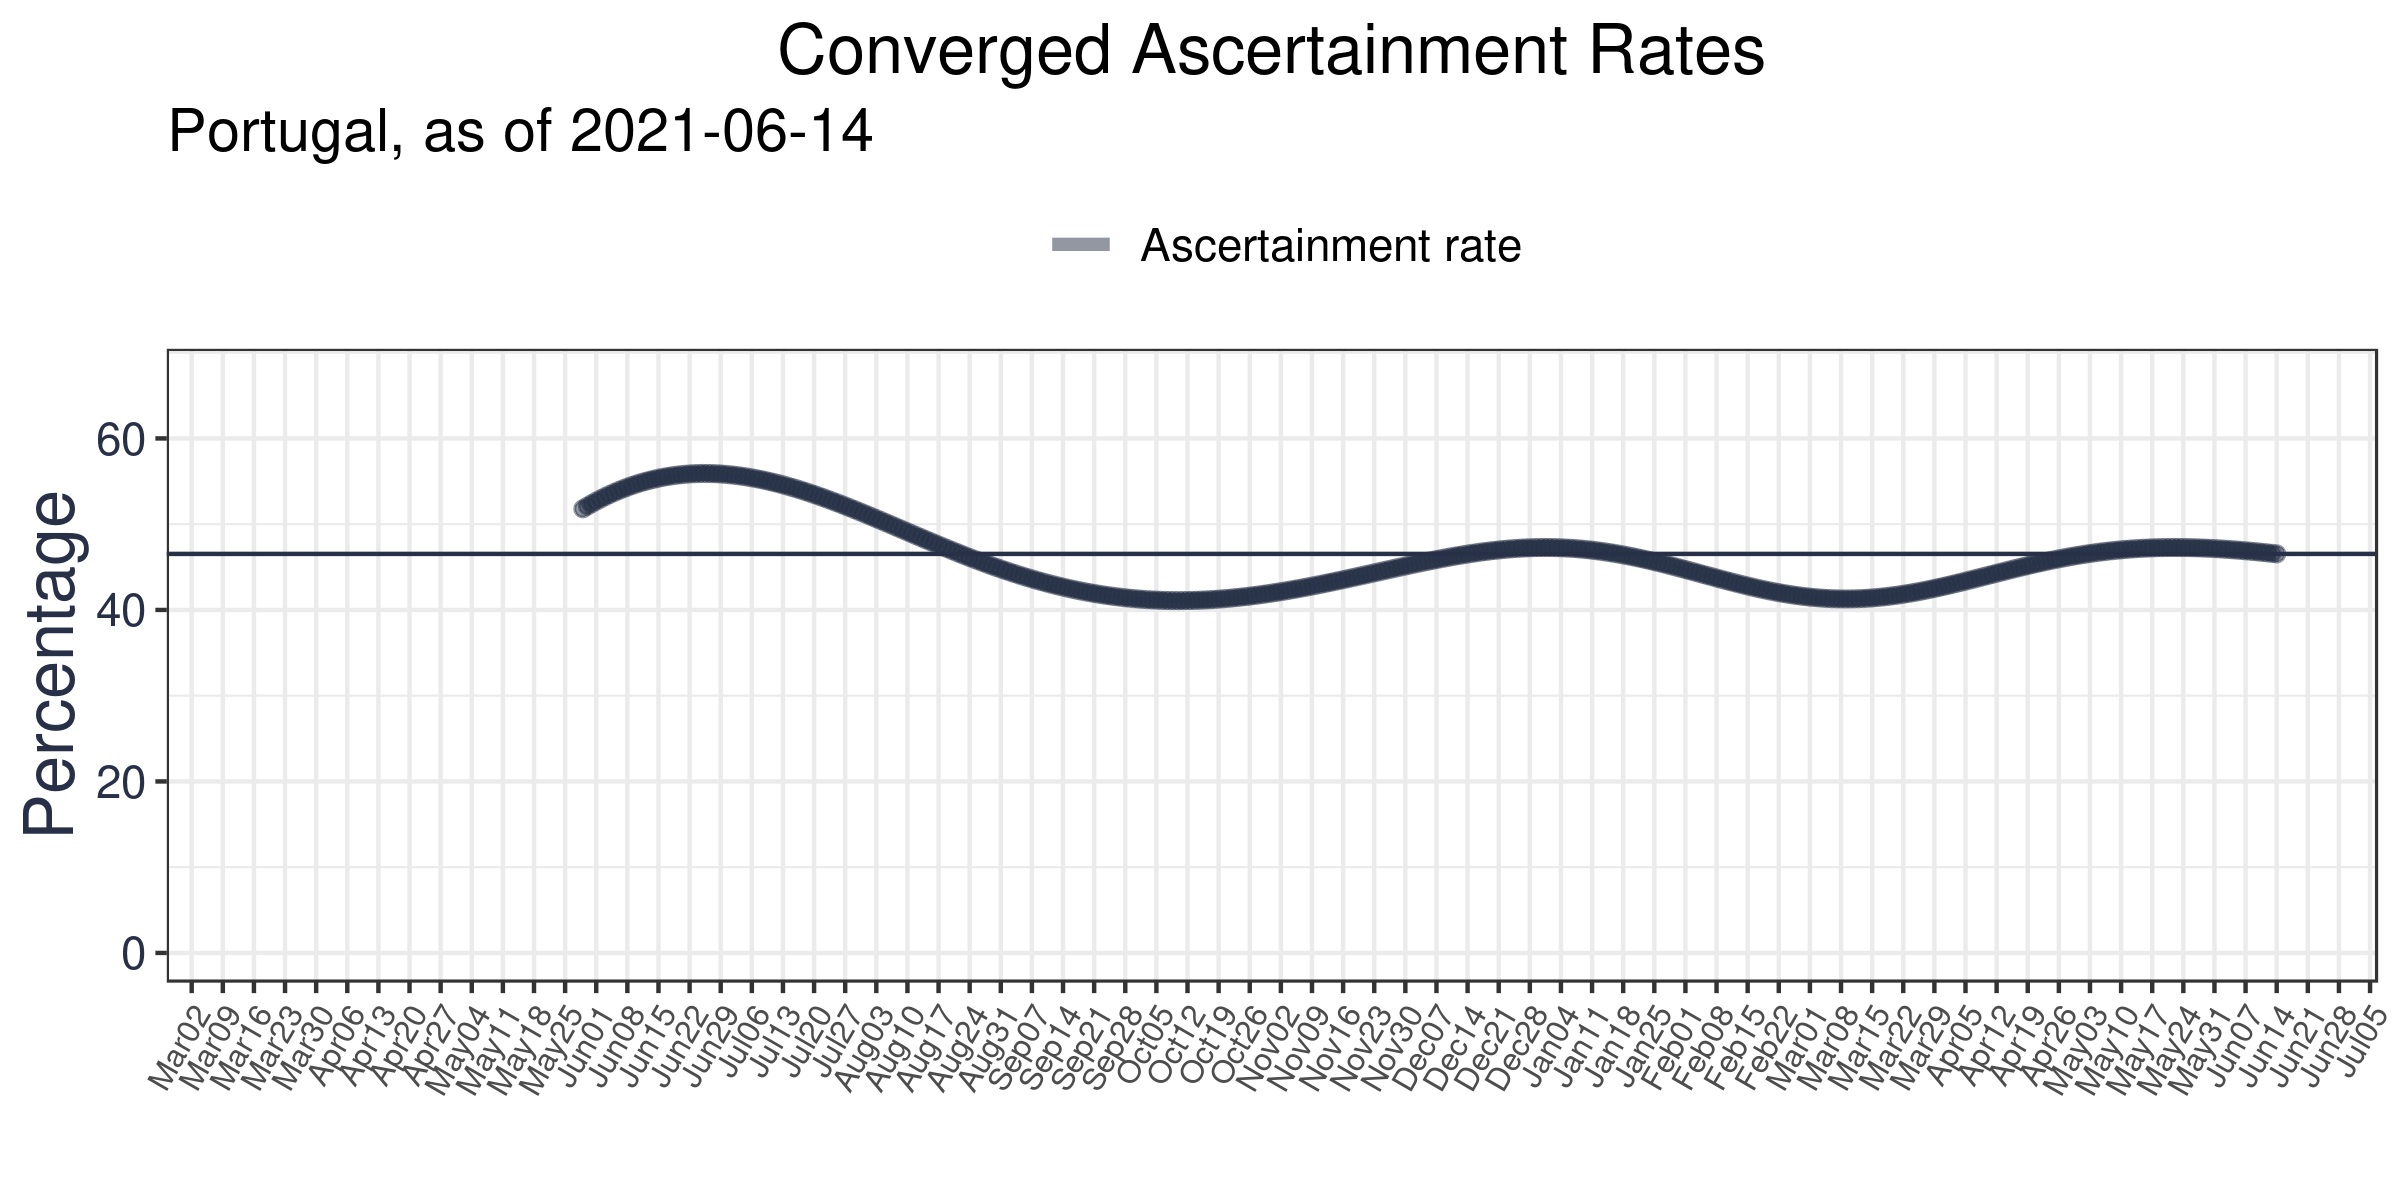 Converged Ascertainment Rates
Portugal, as of 2021-06-14
Ascertainment rate
Percentage
60
40
20
0
Mar02
Mar09
Mar16
Mar23
Mar30
Apr06
Apr13
Apr20
Apr27
May04
May11
May18
May25
Jun01
Jun08
Jun15
Jun22
Jun29
Jul06
Jul13
Jul20
Jul27
Aug03
Aug10
Aug17
Aug24
Aug31
Sep07
Sep14
Sep21
Sep28
Oct05
Oct12
Oct19
Oct26
Nov02
Nov09
Nov16
Nov23
Nov30
Dec07
Dec14
Dec21
Dec28
Jan04
Jan11
Jan18
Jan25
Feb01
Feb08
Feb15
Feb22
Mar01
Mar08
Mar15
Mar22
Mar29
Apr05
Apr12
Apr19
Apr26
May03
May10
May17
May24
May31
Jun07
Jun14
Jun21
Jun28
Jul05